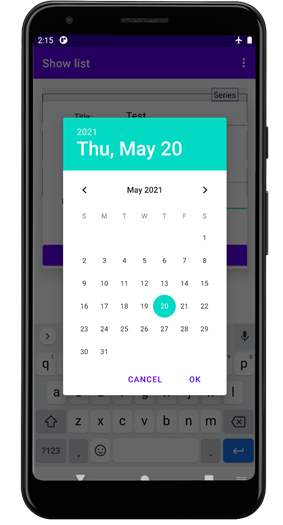 2:15
Show list
Series
Title: Test
2021
Thu, May 20
May 2021
S M T W T F S
1
2 3 4 5 6 7 8
9 10 11 12 13 14 15
16 17 18 19 20 21 22
23 24 25 26 27 28 29
30 31
CANCEL OK
q p
a s d f g h j k l
z x c v b n m
?123 , .